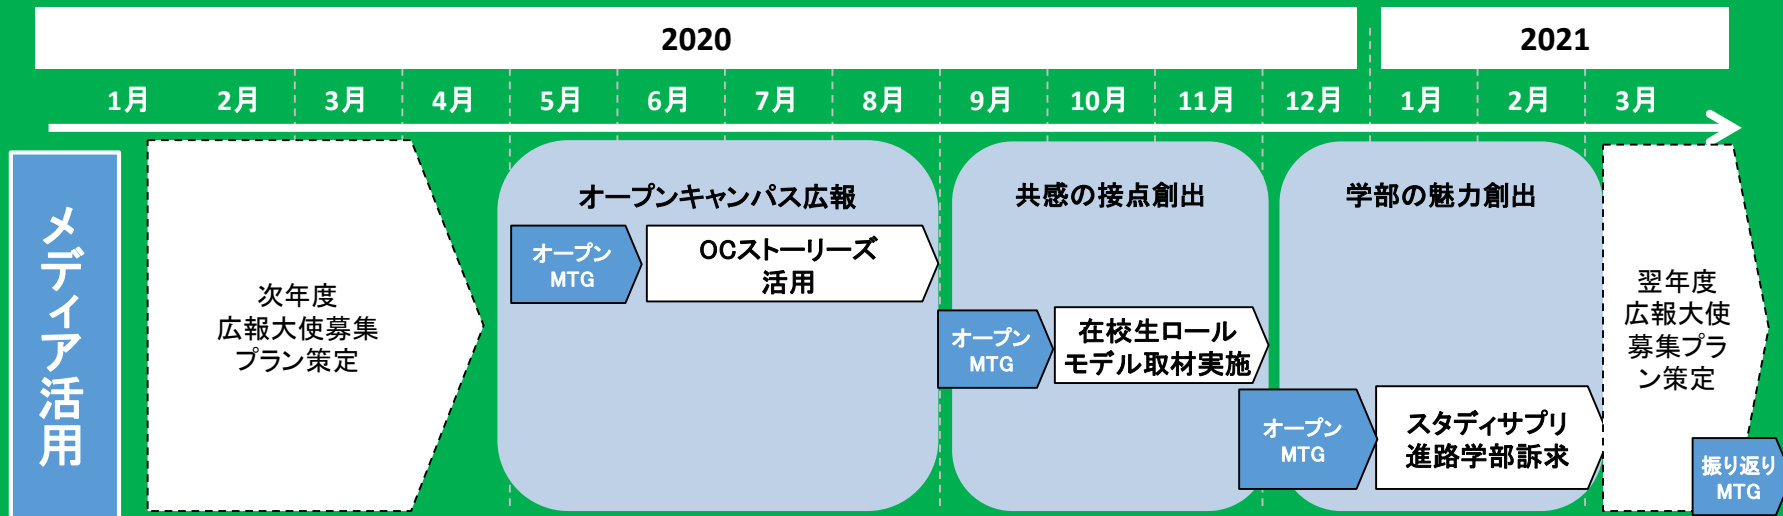 2020
2021
1月
2月
3月
4月
5月
6月
7月
8月
9月
10月
11月
12月
1月
2月
3月
メディア活用
次年度
広報大使募集
プラン策定
オープンキャンパス広報
オープン
MTG
OCストーリーズ
活用
共感の接点創出
オープン
MTG
在校生ロール
モデル取材実施
学部の魅力創出
オープン
MTG
スタディサプリ
進路学部訴求
翌年度
広報大使
募集プラ
ン策定
振り返り
MTG